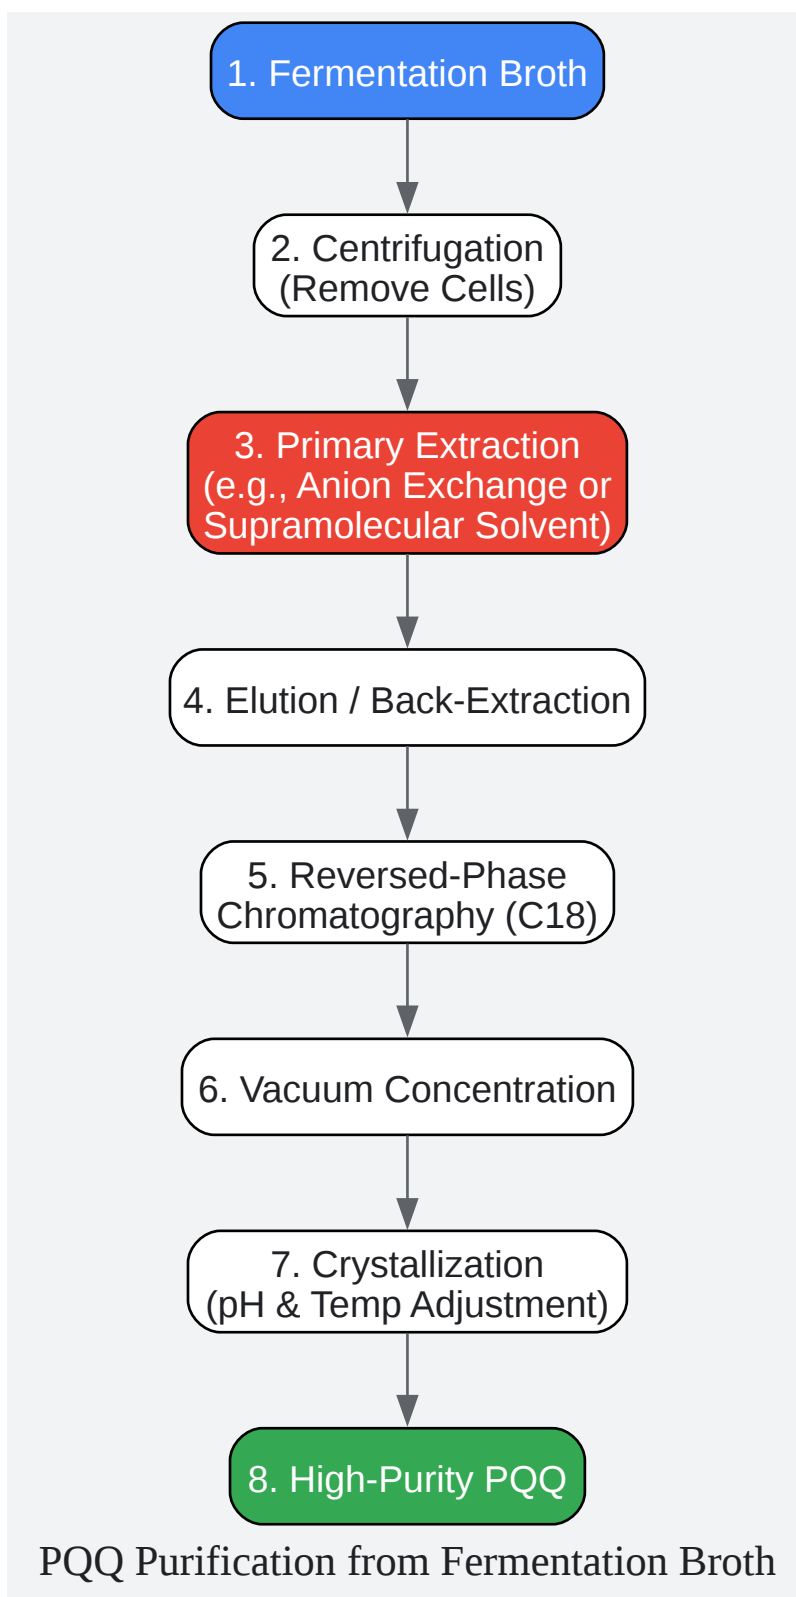 1. Fermentation Broth
2. Centrifugation
(Remove Cells)
3. Primary Extraction
(e.g., Anion Exchange or
Supramolecular Solvent)
4. Elution / Back-Extraction
5. Reversed-Phase
Chromatography (C18)
6. Vacuum Concentration
7. Crystallization
(pH & Temp Adjustment)
8. High-Purity PQQ
PQQ Purification from Fermentation Broth